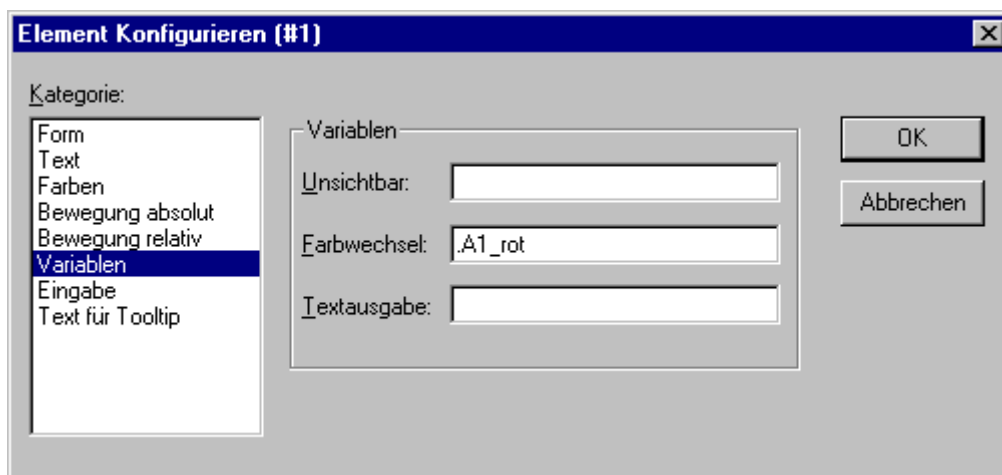 Element Konfigurieren (#1)
Kategorie:
Form
Text
Farben
Bewegung absolut
Bewegung relativ
Variablen
Eingabe
Text für Tooltip
Variablen
Unsichtbar:
Farbwechsel: .A1_rot
Textausgabe:
OK
Abbrechen